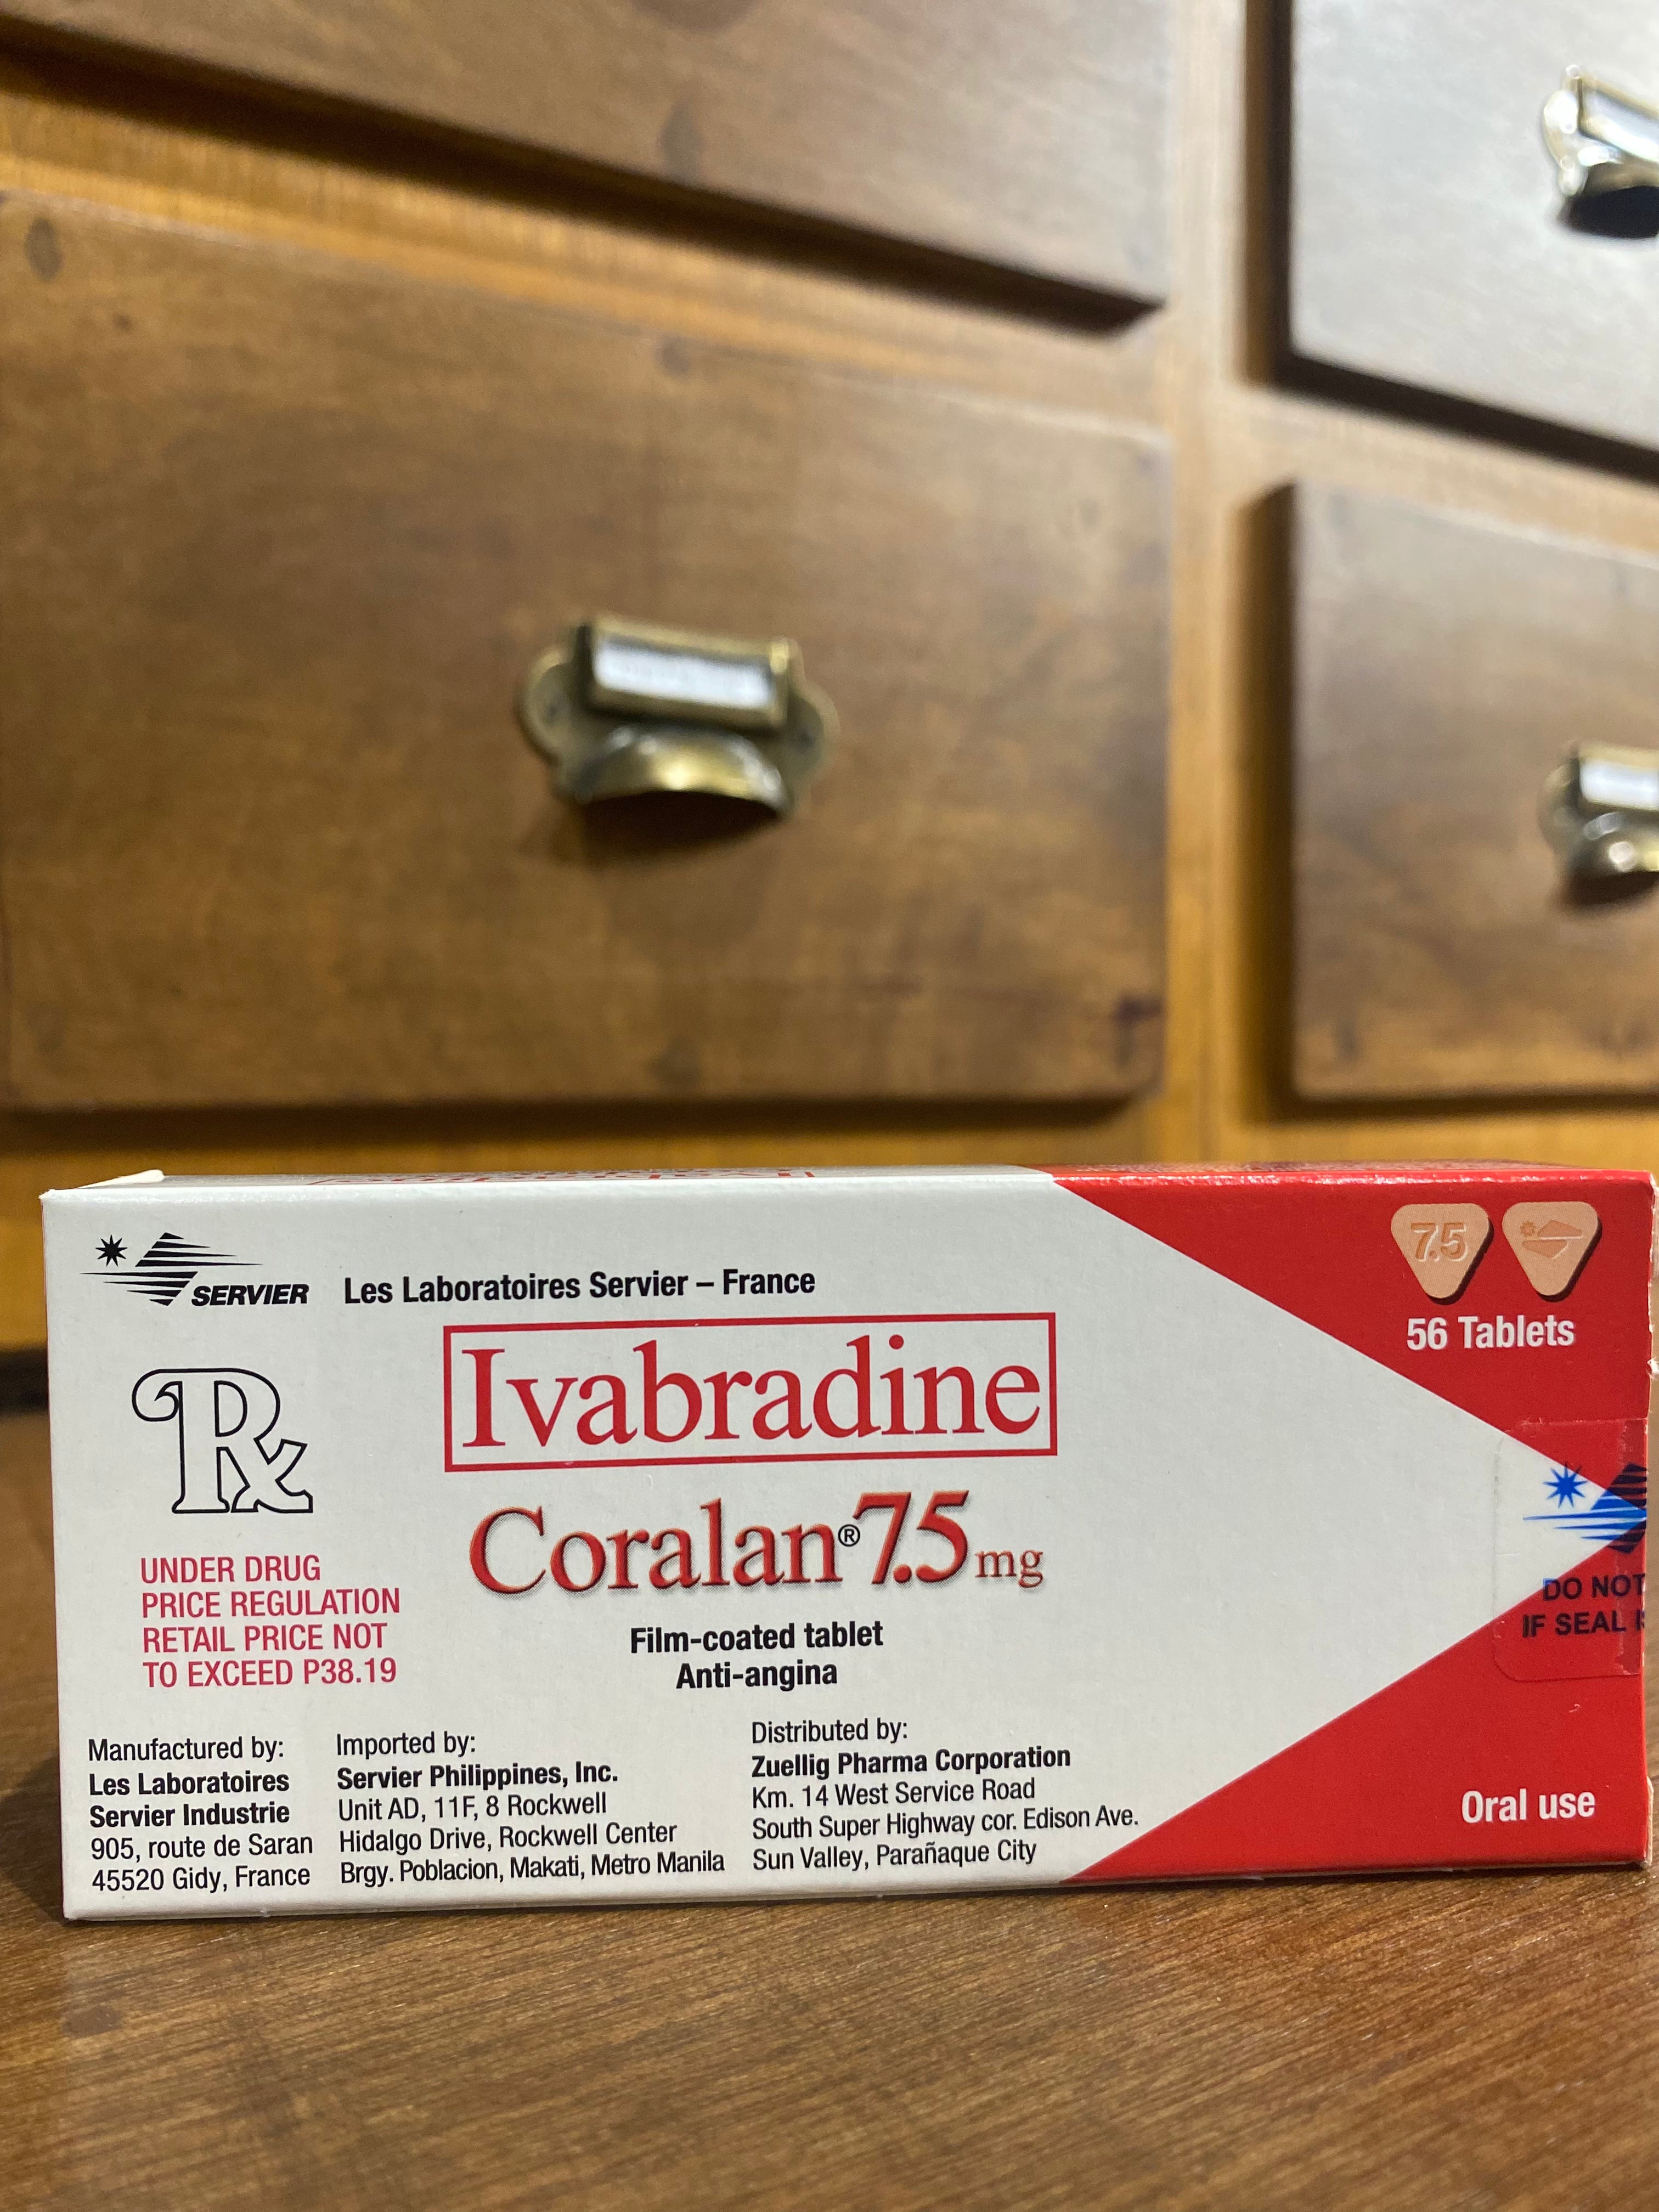 SERVIER
Les Laboratoires Servier – France
7.5
56 Tablets
Rx
Ivabradine
Coralan® 7.5 mg
Film-coated tablet
Anti-angina
UNDER DRUG
PRICE REGULATION
RETAIL PRICE NOT
TO EXCEED P38.19
DO NOT
IF SEAL
Manufactured by:
Les Laboratoires
Servier Industrie
905, route de Saran
45520 Gidy, France
Imported by:
Servier Philippines, Inc.
Unit AD, 11F, 8 Rockwell
Hidalgo Drive, Rockwell Center
Brgy. Poblacion, Makati, Metro Manila
Distributed by:
Zuellig Pharma Corporation
Km. 14 West Service Road
South Super Highway cor. Edison Ave.
Sun Valley, Parañaque City
Oral use